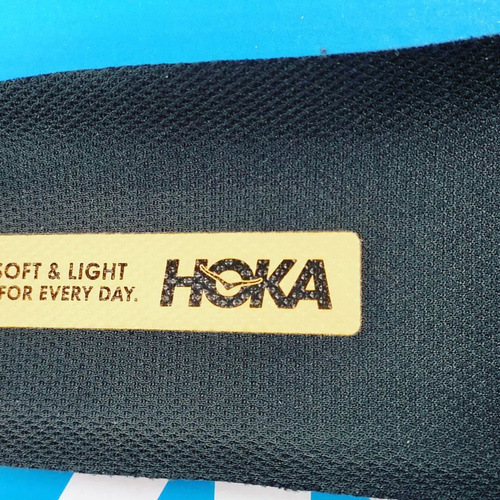 SOFT & LIGHT
FOR EVERY DAY.
HOKA